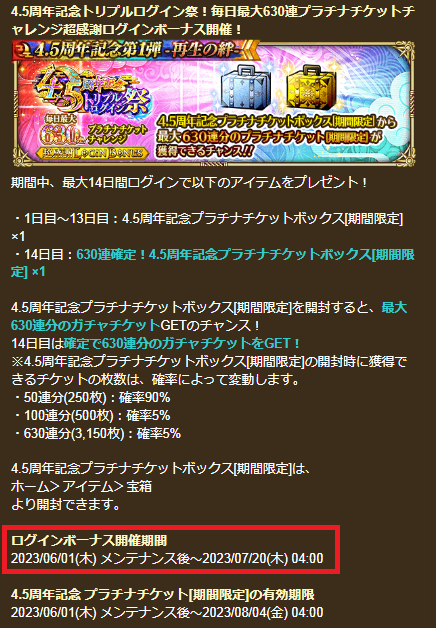 4.5周年記念トリプルログイン祭！毎日最大630連プラチナチケットチ
ャレンジ超感謝ログインボーナス開催！
4.5周年記念第1弾 -再生の絆-
4.5周年記念
トリプル祭
毎日最大
630連
プラチナチケット
チャレンジ
4.5周年記念プラチナチケットボックス[期間限定]から
最大630連分のプラチナチケット[期間限定]が
獲得できるチャンス!!
期間中、最大14日間ログインで以下のアイテムをプレゼント！
・1日目～13日目：4.5周年記念プラチナチケットボックス[期間限定]
×1
・14日目：630連確定！4.5周年記念プラチナチケットボックス[期間限
定] ×1
4.5周年記念プラチナチケットボックス[期間限定]を開封すると、最大
630連分のガチャチケットGETのチャンス！
14日目は確定で630連分のガチャチケットをGET！
※4.5周年記念プラチナチケットボックス[期間限定]の開封時に獲得で
きるチケットの枚数は、確率によって変動します。
・50連分(250枚)：確率90%
・100連分(500枚)：確率5%
・630連分(3,150枚)：確率5%
4.5周年記念プラチナチケットボックス[期間限定]は、
ホーム＞アイテム＞宝箱
より開封できます。
ログインボーナス開催期間
2023/06/01(木) メンテナンス後～2023/07/20(木) 04:00
4.5周年記念 プラチナチケット[期間限定]の有効期限
2023/06/01(木) メンテナンス後～2023/08/04(金) 04:00